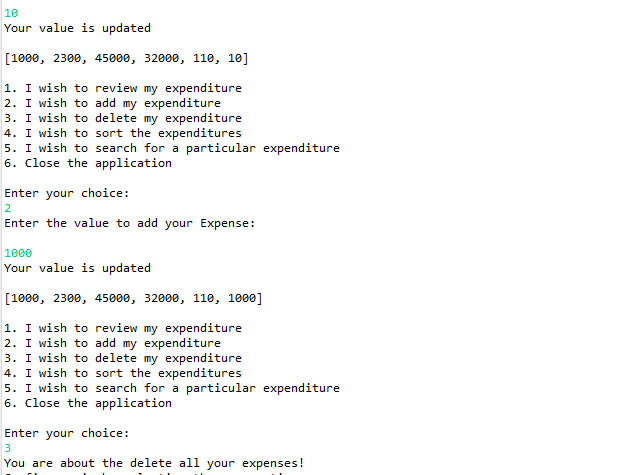 10
Your value is updated
[1000, 2300, 45000, 32000, 110, 10]
1. I wish to review my expenditure
2. I wish to add my expenditure
3. I wish to delete my expenditure
4. I wish to sort the expenditures
5. I wish to search for a particular expenditure
6. Close the application
Enter your choice:
2
Enter the value to add your Expense:
1000
Your value is updated
[1000, 2300, 45000, 32000, 110, 1000]
1. I wish to review my expenditure
2. I wish to add my expenditure
3. I wish to delete my expenditure
4. I wish to sort the expenditures
5. I wish to search for a particular expenditure
6. Close the application
Enter your choice:
3
You are about the delete all your expenses!